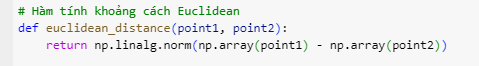 # Hàm tính khoảng cách Euclidean
def euclidean_distance(point1, point2):
    return np.linalg.norm(np.array(point1) - np.array(point2))